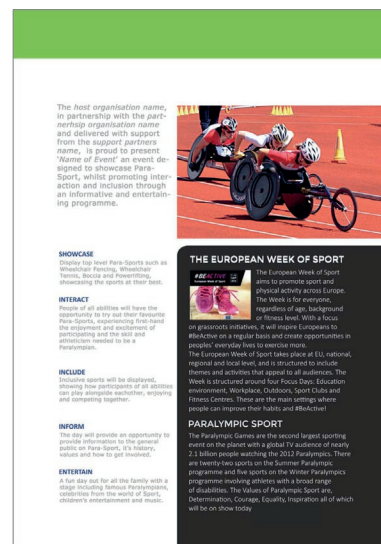 The host organisation name,
in partnership with the part-
nerhsip organisation name
and delivered with support
from the support partners
name, is proud to present
'Name of Event' an event de-
signed to showcase Para-
Sport, whilst promoting inter-
action and inclusion through
an informative and entertain-
ing programme.
SHOWCASE
Display top level Para-Sports such as
Wheelchair Fencing, Wheelchair
Tennis, Boccia and Powerlifting,
showcasing the sports at their best.
INTERACT
People of all abilities will have the
opportunity to try out their favourite
Para-Sports, experiencing first-hand
the enjoyment and excitement of
participating and the skill and
athleticism needed to be a
Paralympian.
INCLUDE
Inclusive sports will be displayed,
showing how participants of all abilities
can play alongside eachother, enjoying
and competing together.
INFORM
The day will provide an opportunity to
provide information to the general
public on Para-Sport, it's history,
values and how to get involved.
ENTERTAIN
A fun day out for all the family with a
stage including famous Paralympians,
celebrities from the world of Sport,
children's entertainment and music.
THE EUROPEAN WEEK OF SPORT
#BEACTIVE
European Week of Sport
The European Week of Sport
aims to promote sport and
physical activity across Europe.
The Week is for everyone,
regardless of age, background
or fitness level. With a focus
on grassroots initiatives, it will inspire Europeans to
#BeActive on a regular basis and create opportunities in
peoples´ everyday lives to exercise more.
The European Week of Sport takes place at EU, national,
regional and local level, and is structured to include
themes and activities that appeal to all audiences. The
Week is structured around four Focus Days: Education
environment, Workplace, Outdoors, Sport Clubs and
Fitness Centres. These are the main settings where
people can improve their habits and #BeActive!
PARALYMPIC SPORT
The Paralympic Games are the second largest sporting
event on the planet with a global TV audience of nearly
2.1 billion people watching the 2012 Paralympics. There
are twenty-two sports on the Summer Paralympic
programme and five sports on the Winter Paralympics
programme involving athletes with a broad range
of disabilities. The Values of Paralympic Sport are,
Determination, Courage, Equality, Inspiration all of which
will be on show today